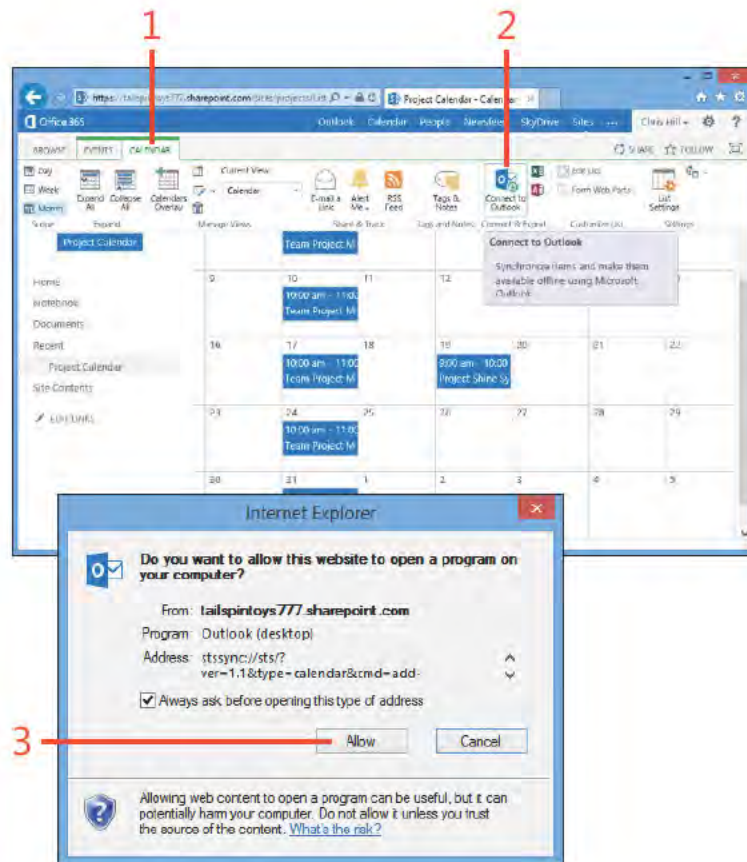 1 2
Project Calendar - Calendar
Office 365 Outlook Calendar People Newsfeed SkyDrive Sites ... Chris Hill ?
BROWSE EVENTS CALENDAR SHARE FOLLOW
Day
Week
Month
Expand All
Collapse All
Calendars Overlay
Current View:
Calendar
E-mail a Link
Alert Me
RSS Feed
Tags & Notes
Connect to Outlook
Edit List
Form Web Parts
List Settings
Scope Expand Manage Views Share & Track Tags and Notes Connect & Export Customize List Settings
Project Calendar
Home
Notebook
Documents
Recent
Project Calendar
Site Contents
EDIT LINKS
Connect to Outlook
Synchronize items and make them
available offline using Microsoft
Outlook.
Team Project M
9 10 11 12
10:00 am - 11:00
Team Project M
16 17 18 19 20 21 22
10:00 am - 11:00 9:00 am - 10:00
Team Project M Project Shine Sy
23 24 25 26 27 28 29
10:00 am - 11:00
Team Project M
30 31 1 2 3 4 5
Internet Explorer
Do you want to allow this website to open a program on
your computer?
From: tailspintoys777.sharepoint.com
Program: Outlook (desktop)
Address: stssync://sts/?
ver=1.1&type=calendar&cmd=add-
Always ask before opening this type of address
3
Allow Cancel
Allowing web content to open a program can be useful, but it can
potentially harm your computer. Do not allow it unless you trust
the source of the content. What's the risk?